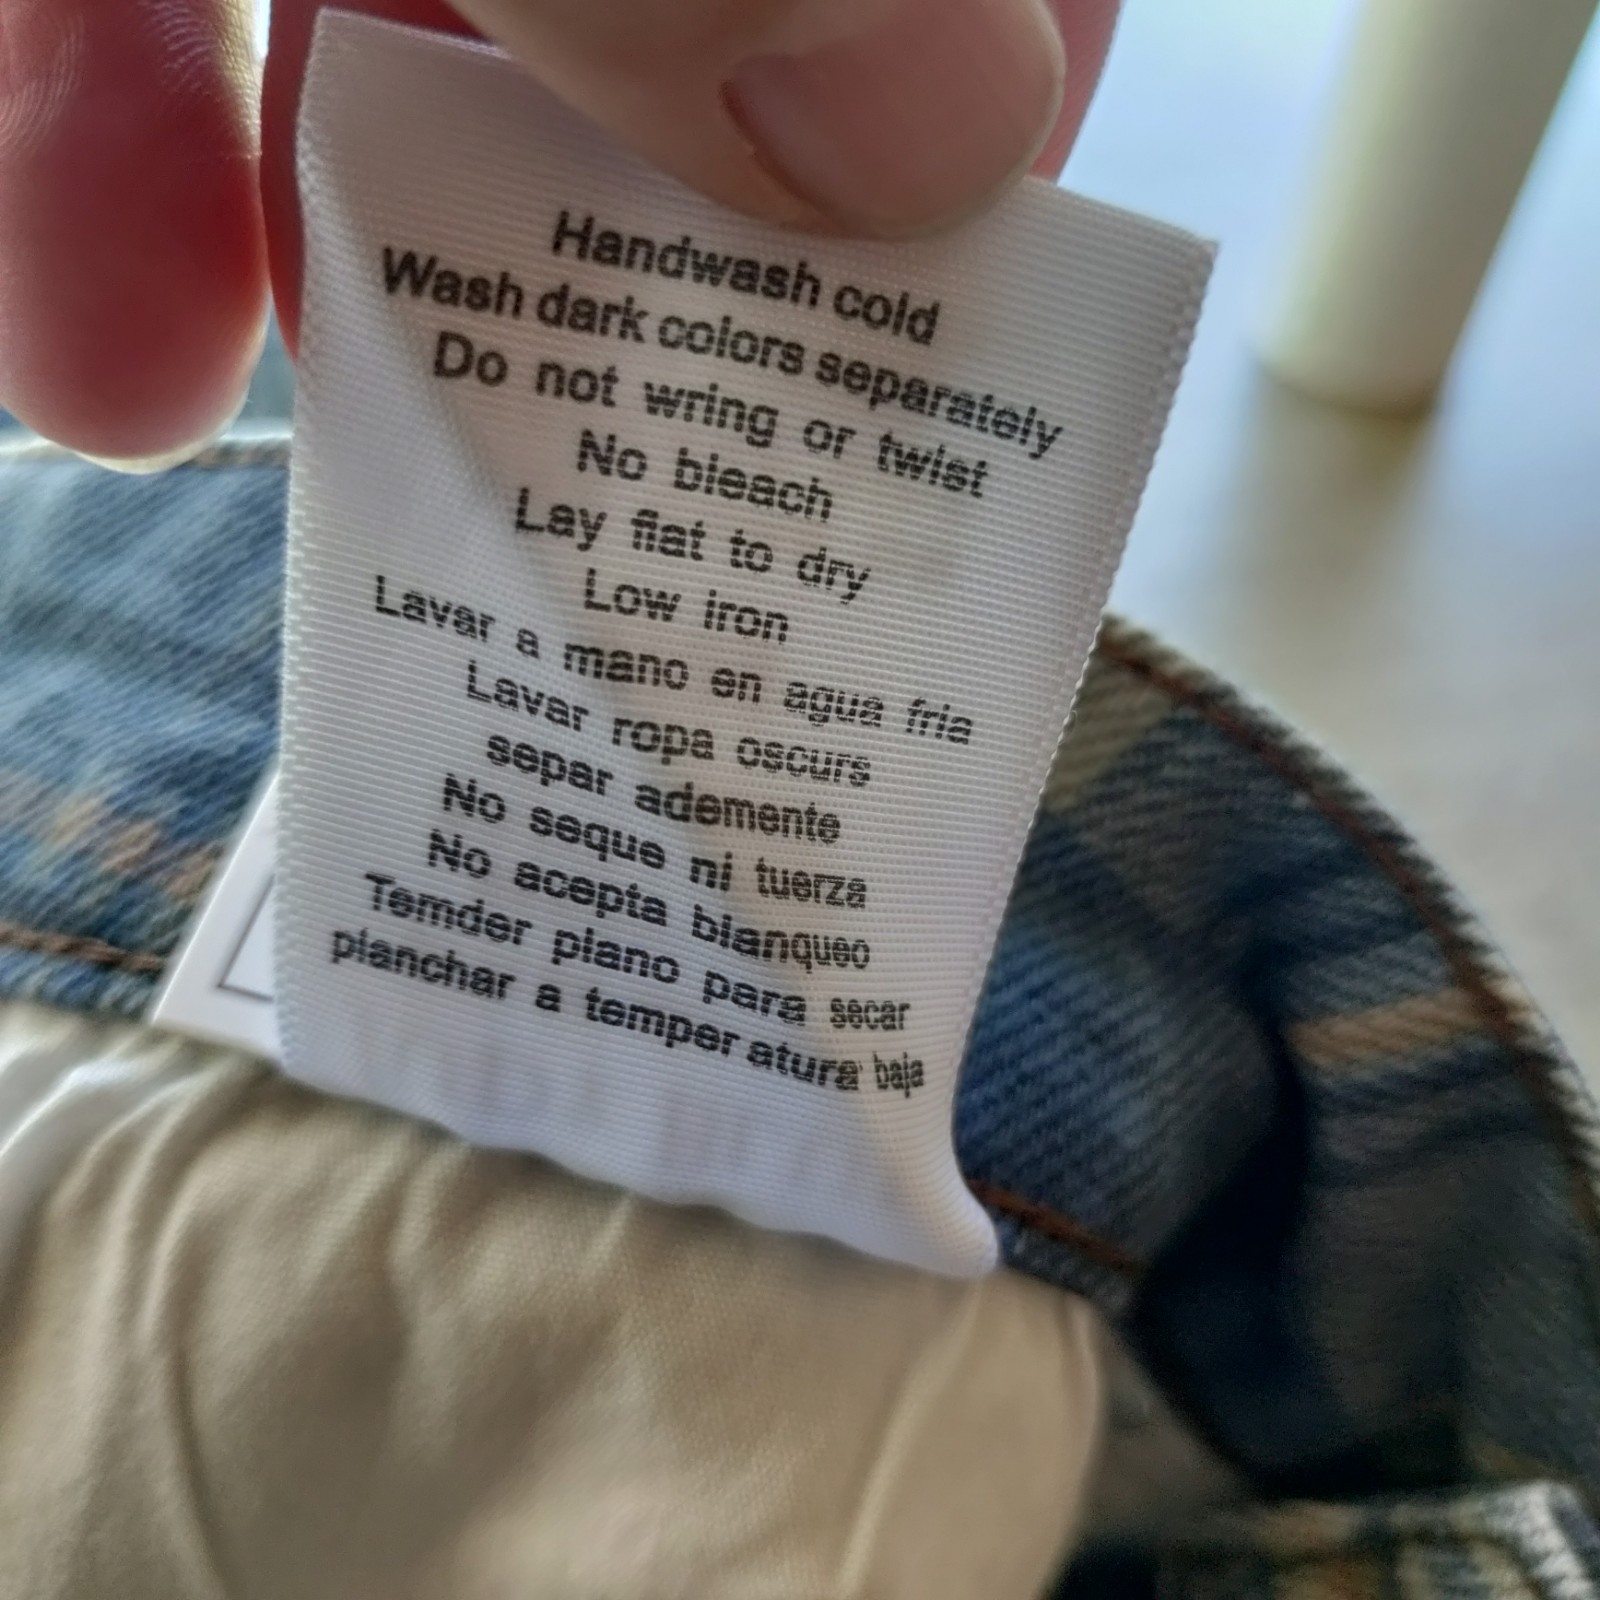 Handwash cold
Wash dark colors separately
Do not wring or twist
No bleach
Lay flat to dry
Low iron
Lavar a mano en agua fria
Lavar ropa oscurs
separ ademente
No seque ni tuerza
No acepta blanqueo
Temder plano para secar
planchar a temper atura baja